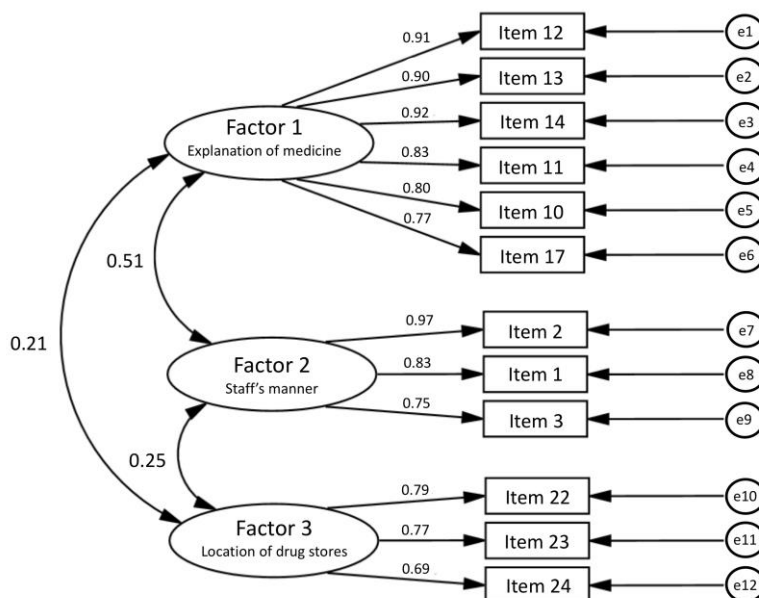 0.91
Item 12
e1
0.90
Item 13
e2
Factor 1
Explanation of medicine
0.92
Item 14
e3
0.83
Item 11
e4
0.80
Item 10
e5
0.77
Item 17
e6
0.51
0.21
Factor 2
Staff's manner
0.97
Item 2
e7
0.83
Item 1
e8
0.75
Item 3
e9
0.25
Factor 3
Location of drug stores
0.79
Item 22
e10
0.77
Item 23
e11
0.69
Item 24
e12